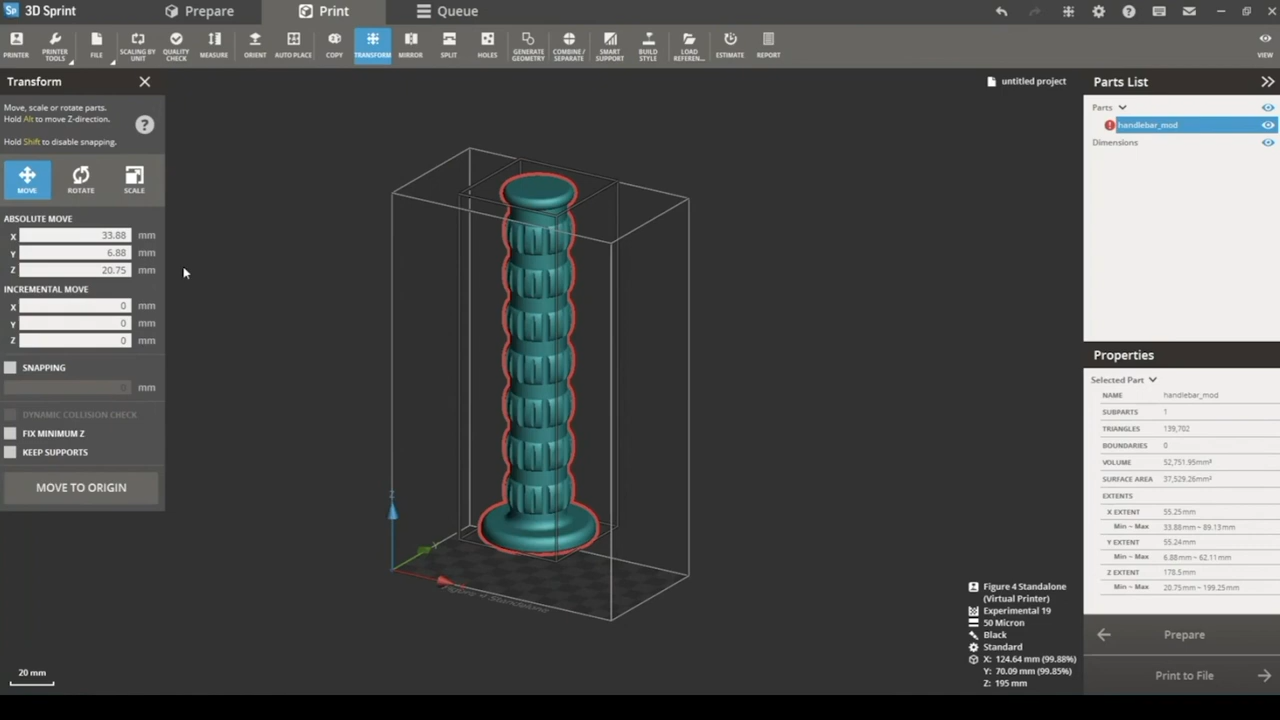 Sp 3D Sprint
Prepare
Print
Queue
PRINTER
PRINTER TOOLS
FILE
SCALING BY UNIT
QUALITY CHECK
MEASURE
ORIENT
AUTO PLACE
COPY
TRANSFORM
MIRROR
SPLIT
HOLES
GENERATE GEOMETRY
COMBINE / SEPARATE
SMART SUPPORT
BUILD STYLE
LOAD REFEREN...
ESTIMATE
REPORT
VIEW
Transform
Move, scale or rotate parts.
Hold Alt to move Z-direction.
Hold Shift to disable snapping.
MOVE
ROTATE
SCALE
ABSOLUTE MOVE
X 33.88 mm
Y 6.88 mm
Z 20.75 mm
INCREMENTAL MOVE
X 0 mm
Y 0 mm
Z 0 mm
SNAPPING
0 mm
DYNAMIC COLLISION CHECK
FIX MINIMUM Z
KEEP SUPPORTS
MOVE TO ORIGIN
20 mm
untitled project
Z
Figure 4 Standalone
Figure 4 Standalone
(Virtual Printer)
Experimental 19
50 Micron
Black
Standard
X: 124.64 mm (99.88%)
Y: 70.09 mm (99.85%)
Z: 195 mm
Parts List
Parts
handlebar_mod
Dimensions
Properties
Selected Part
NAME handlebar_mod
SUBPARTS 1
TRIANGLES 139,702
BOUNDARIES 0
VOLUME 52,751.95mm³
SURFACE AREA 37,529.26mm²
EXTENTS
X EXTENT 55.25mm
Min ~ Max 33.88mm ~ 89.13mm
Y EXTENT 55.24mm
Min ~ Max 6.88mm ~ 62.11mm
Z EXTENT 178.5mm
Min ~ Max 20.75mm ~ 199.25mm
Prepare
Print to File